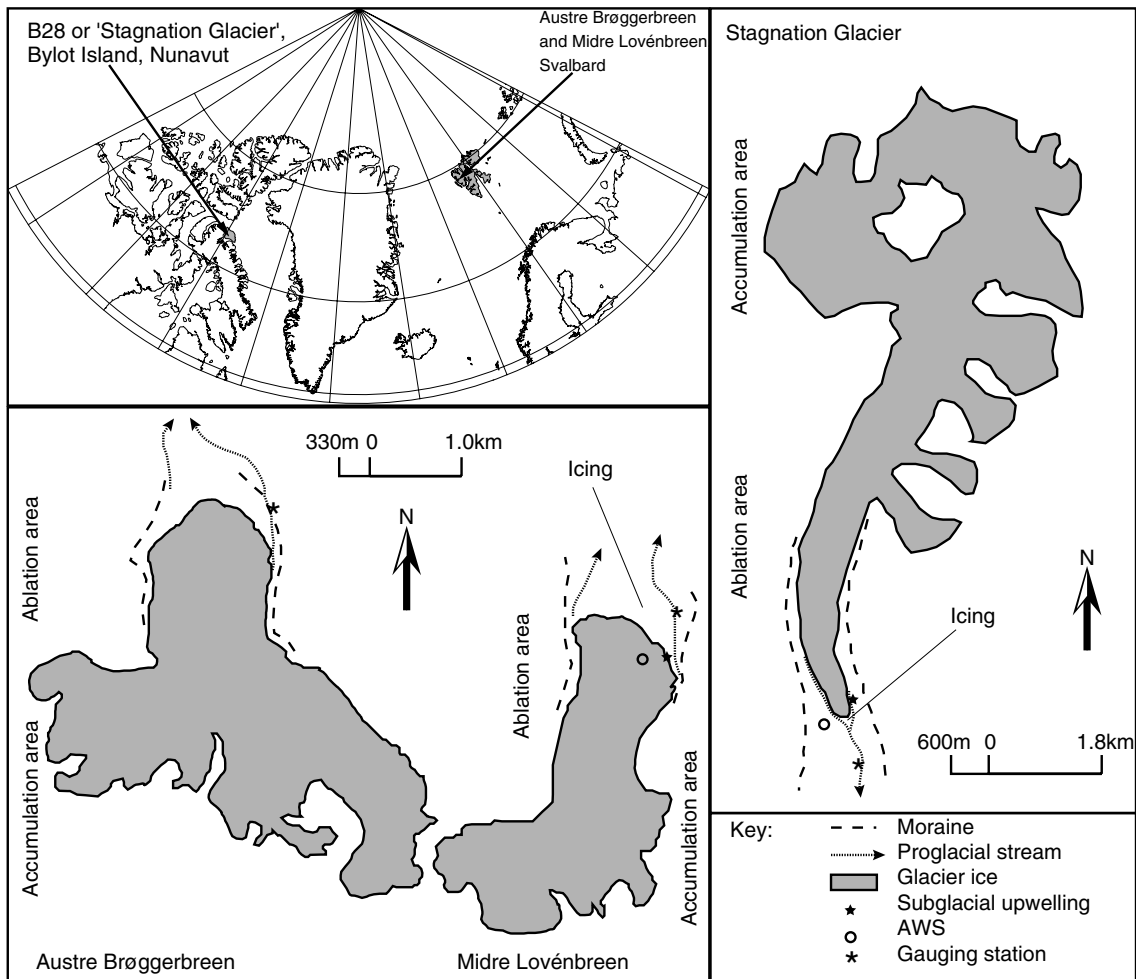 B28 or 'Stagnation Glacier',
Bylot Island, Nunavut
Austre Brøggerbreen
and Midre Lovénbreen
Svalbard
Stagnation Glacier
Accumulation area
Ablation area
Icing
N
600m 0 1.8km
330m 0 1.0km
Icing
N
Ablation area
Accumulation area
Ablation area
Accumulation area
Austre Brøggerbreen
Midre Lovénbreen
Key:
Moraine
Proglacial stream
Glacier ice
Subglacial upwelling
AWS
Gauging station